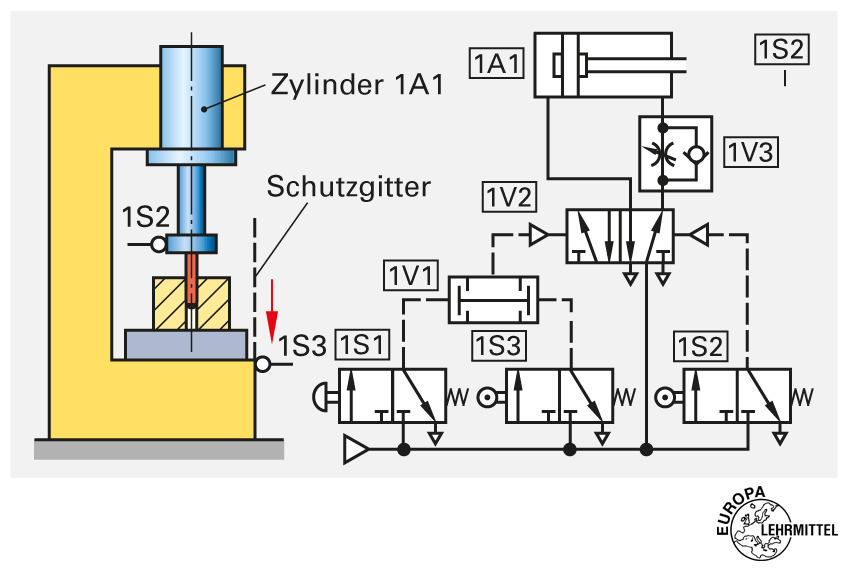 Zylinder 1A1
Schutzgitter
1S2
1S3
1A1
1S2
1V3
1V2
1V1
1S1
1S3
1S2
EUROPA
LEHRMITTEL